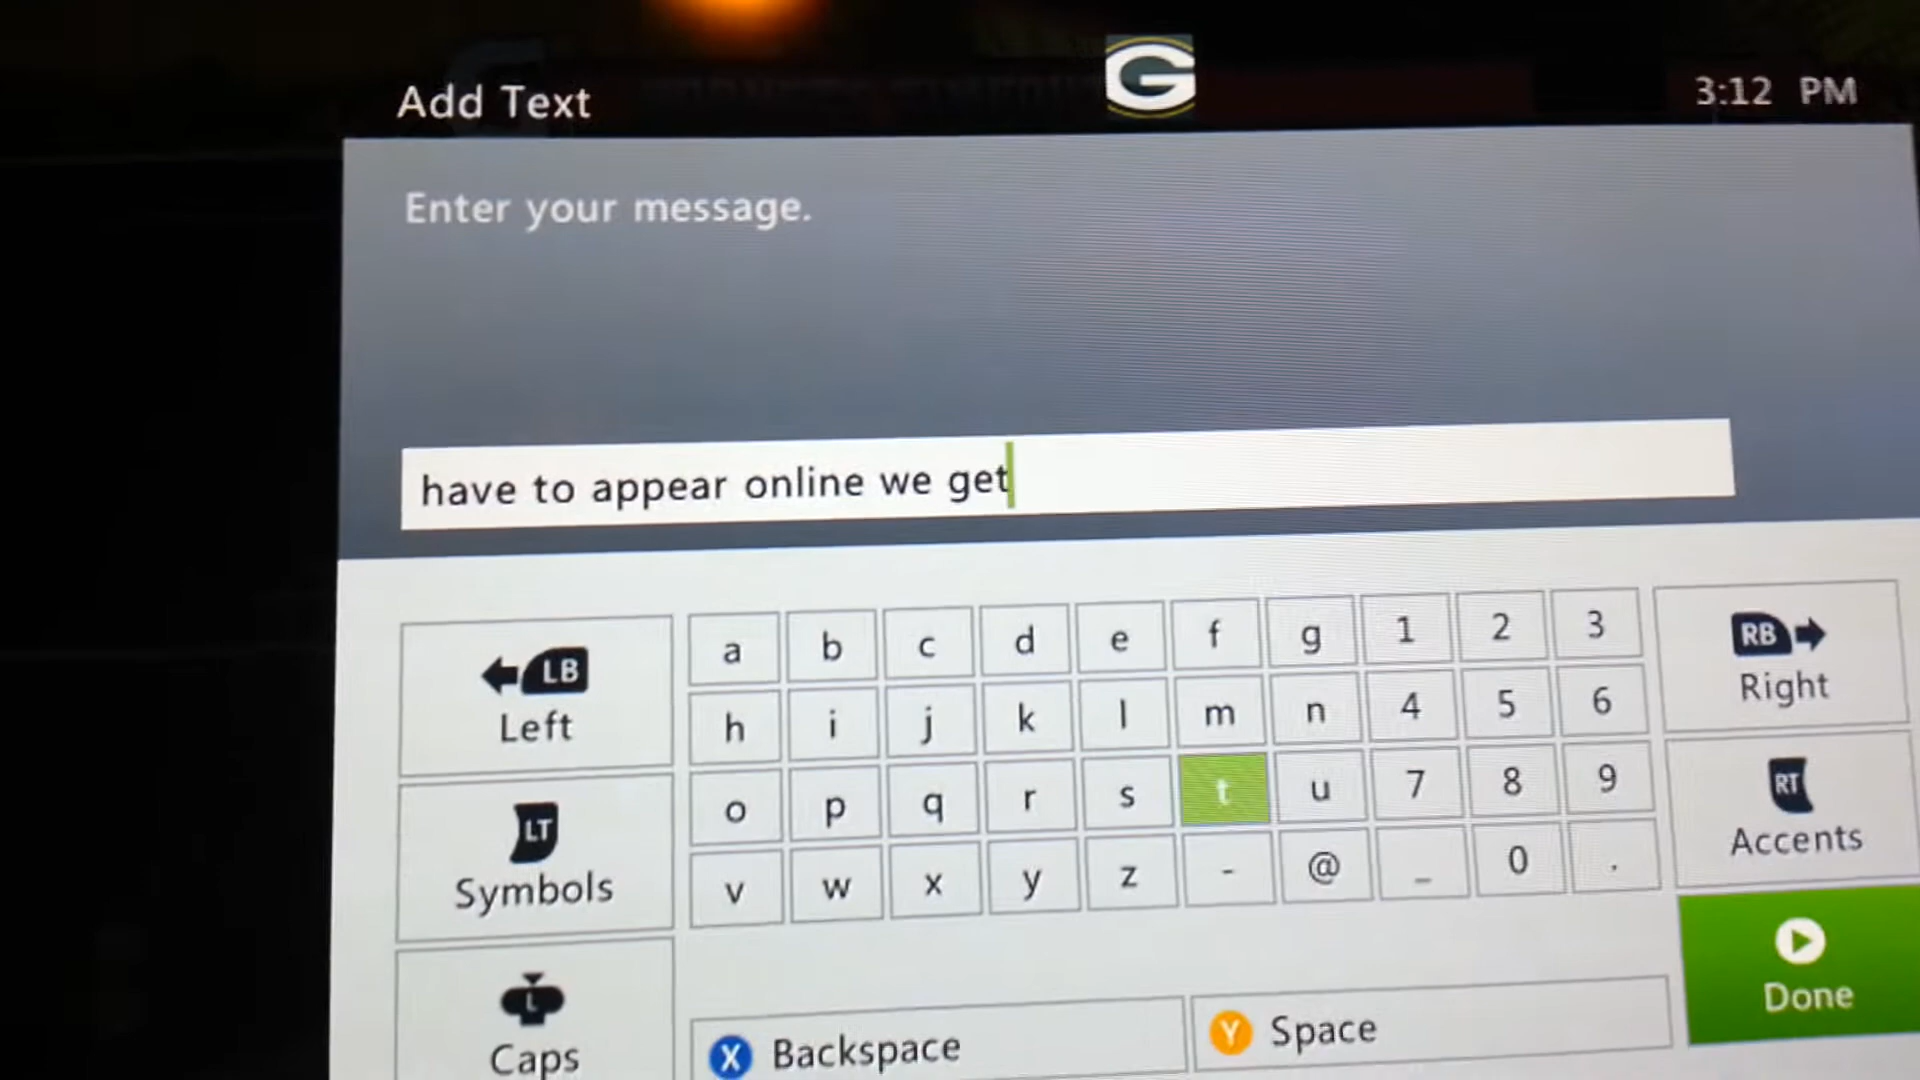 Add Text
G
3:12 PM
Enter your message.
have to appear online we get
LB
Left
a b c d e f g 1 2 3
RB
Right
h i j k l m n 4 5 6
LT
Symbols
o p q r s t u 7 8 9
RT
Accents
v w x y z - @ _ 0 .
L
Caps
X Backspace
Y Space
Done